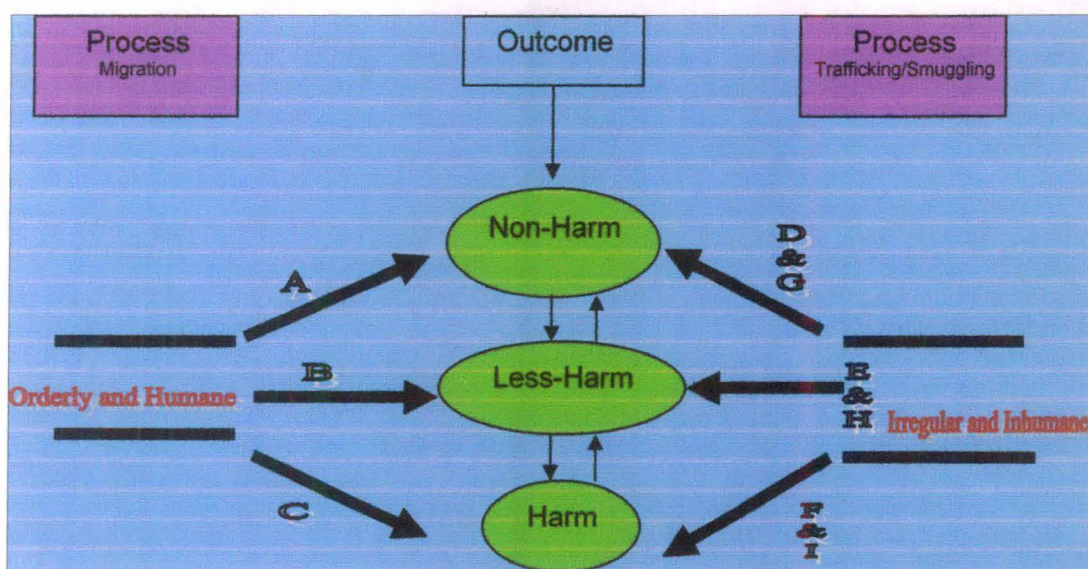 Process
Migration
Outcome
Process
Trafficking/Smuggling
Non-Harm
A
D
&
G
B
Less-Harm
E
&
H
Orderly and Humane
Irregular and Inhumane
C
Harm
F
&
I